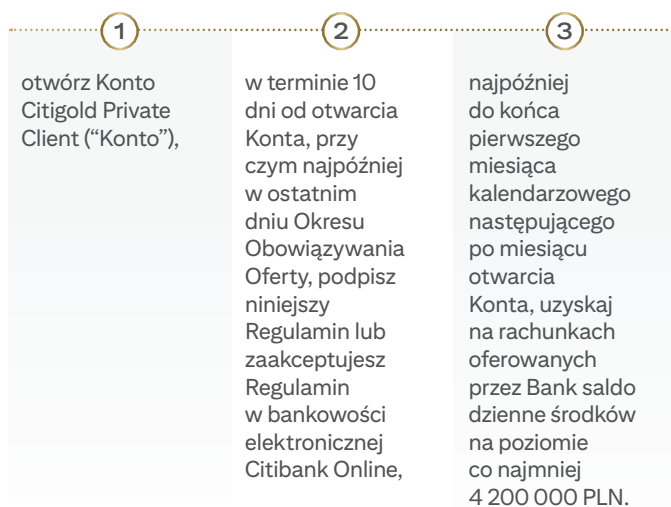 1
otwórz Konto
Citigold Private
Client (“Konto”),
2
w terminie 10
dni od otwarcia
Konta, przy
czym najpóźniej
w ostatnim
dniu Okresu
Obowiązywania
Oferty, podpisz
niniejszy
Regulamin lub
zaakceptujesz
Regulamin
w bankowości
elektronicznej
Citibank Online,
3
najpóźniej
do końca
pierwszego
miesiąca
kalendarzowego
następującego
po miesiącu
otwarcia
Konta, uzyskaj
na rachunkach
oferowanych
przez Bank saldo
dzienne środków
na poziomie
co najmniej
4 200 000 PLN.